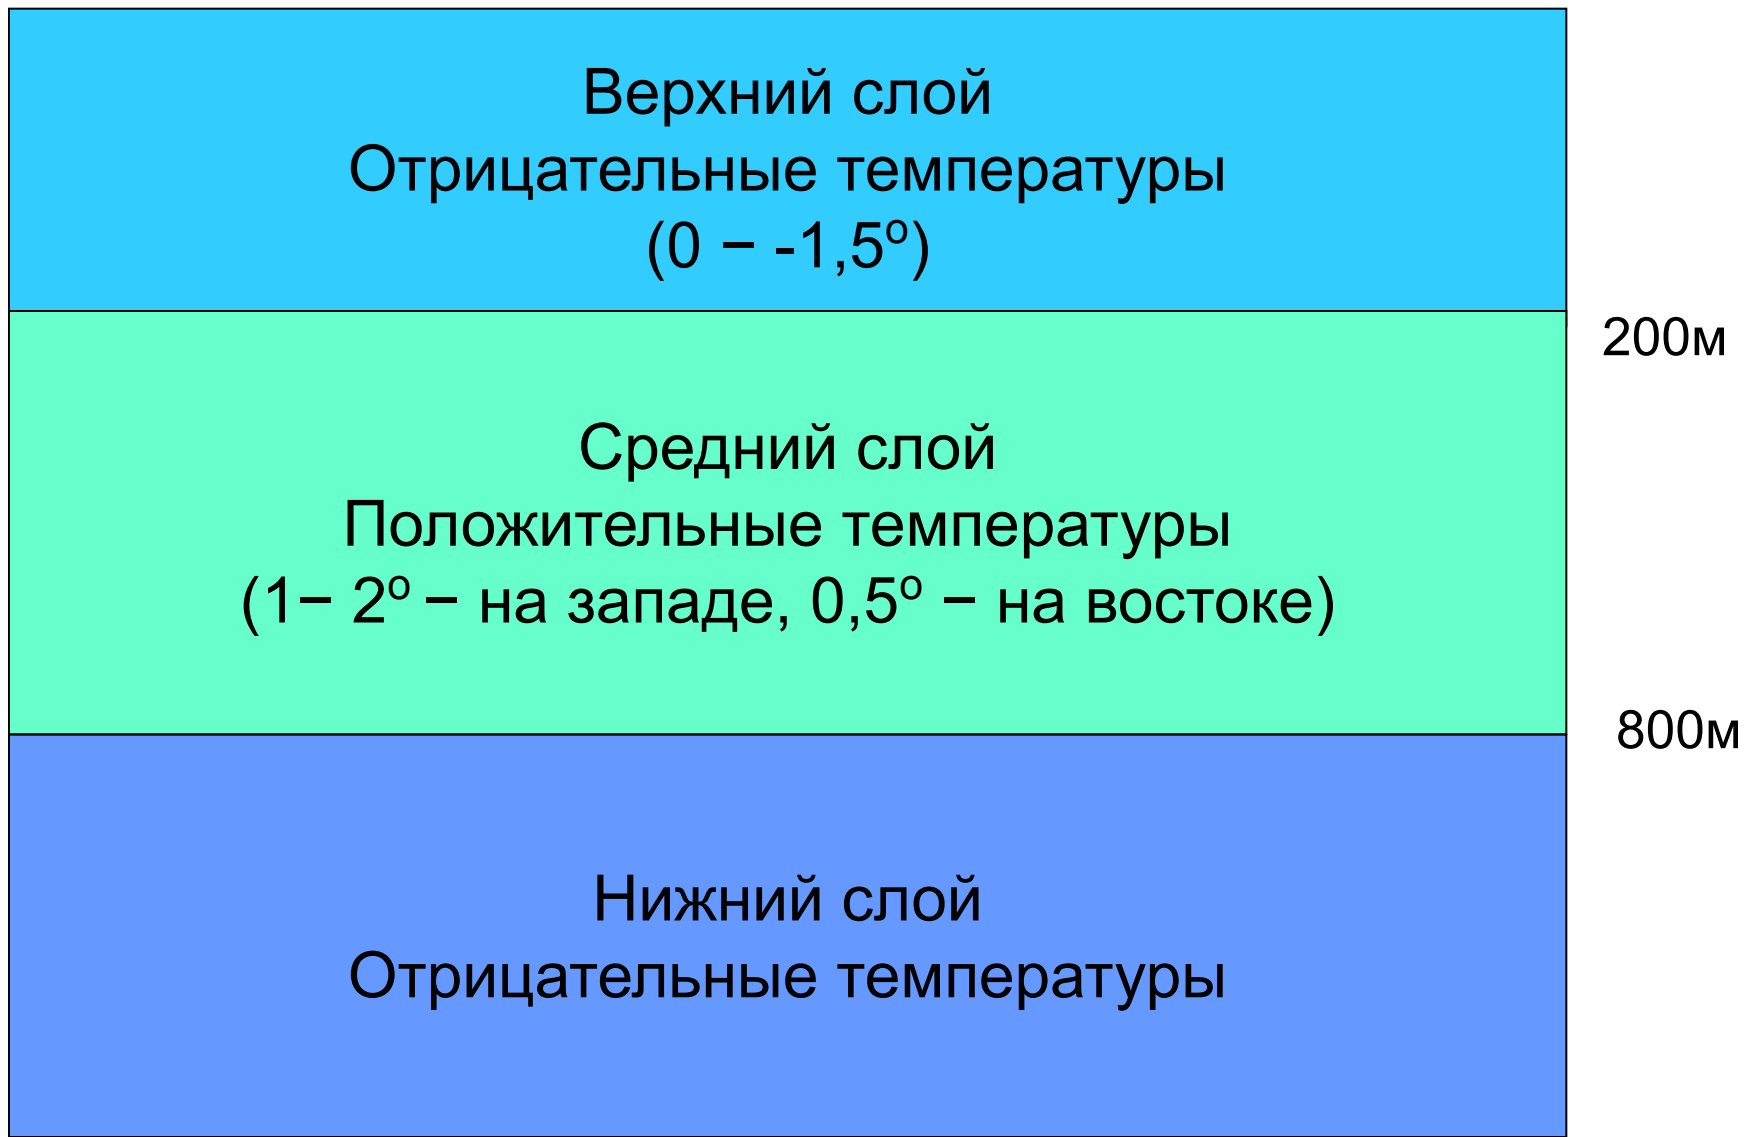 Верхний слой
Отрицательные температуры
(0 – -1,5º)
200м
Средний слой
Положительные температуры
(1– 2º – на западе, 0,5º – на востоке)
800м
Нижний слой
Отрицательные температуры